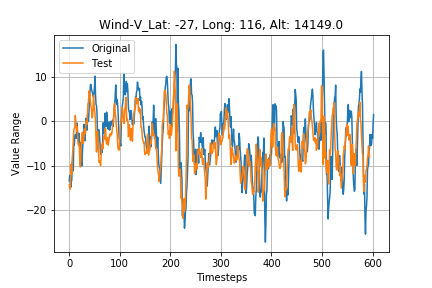 Wind-V_Lat: -27, Long: 116, Alt: 14149.0
Original
Test
Value Range
10
0
−10
−20
0 100 200 300 400 500 600
Timesteps